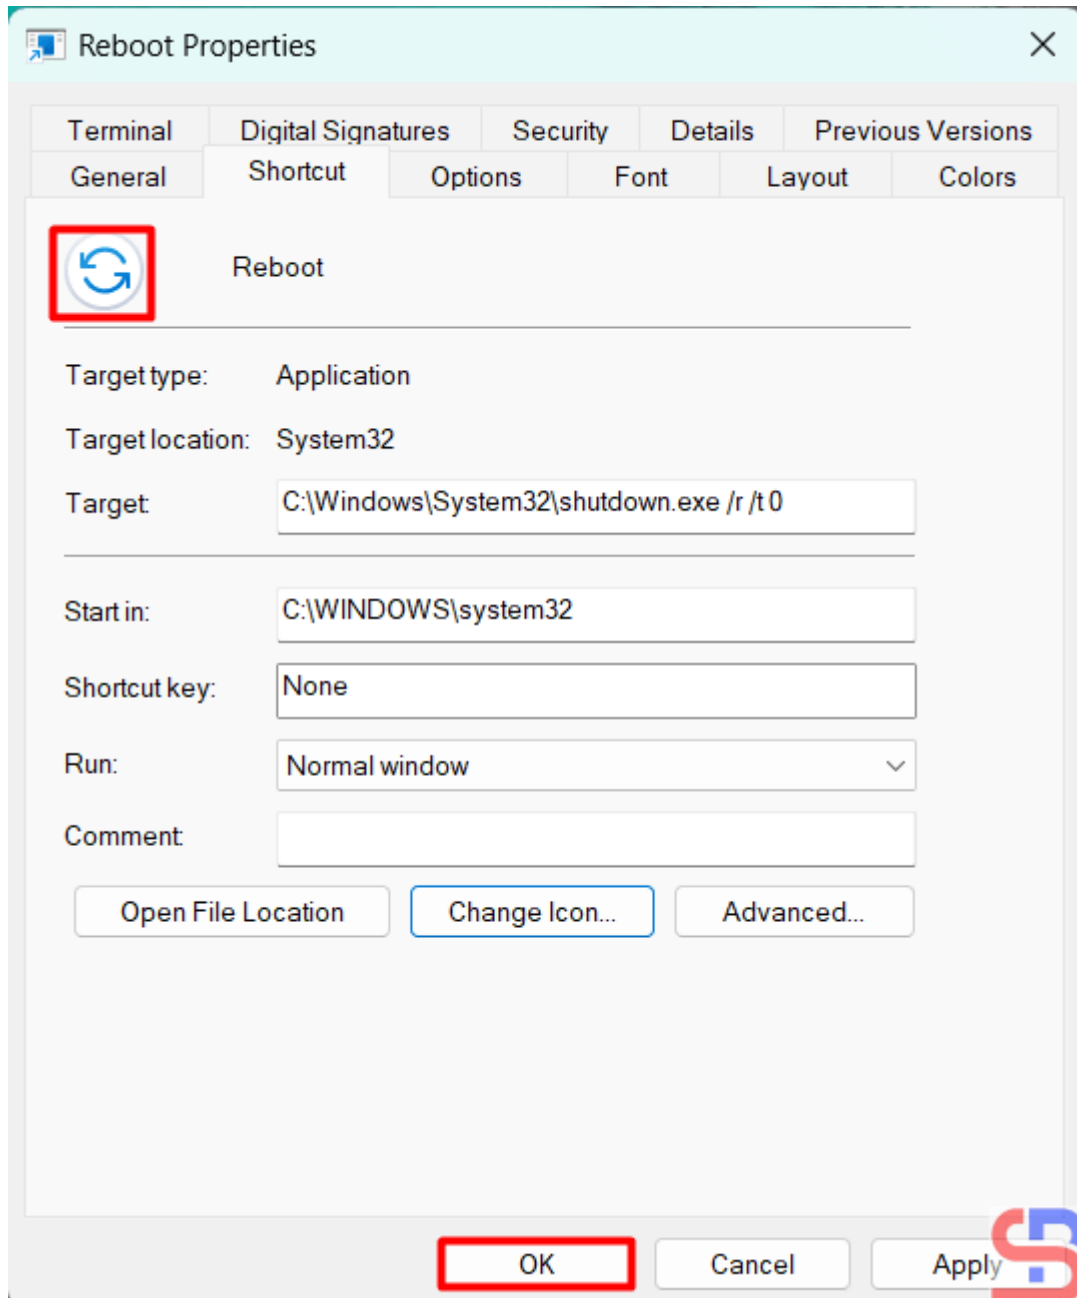 Reboot Properties
Terminal Digital Signatures Security Details Previous Versions
General Shortcut Options Font Layout Colors
Reboot
Target type: Application
Target location: System32
Target: C:\Windows\System32\shutdown.exe /r /t 0
Start in: C:\WINDOWS\system32
Shortcut key: None
Run: Normal window
Comment:
Open File Location Change Icon... Advanced...
OK Cancel Apply